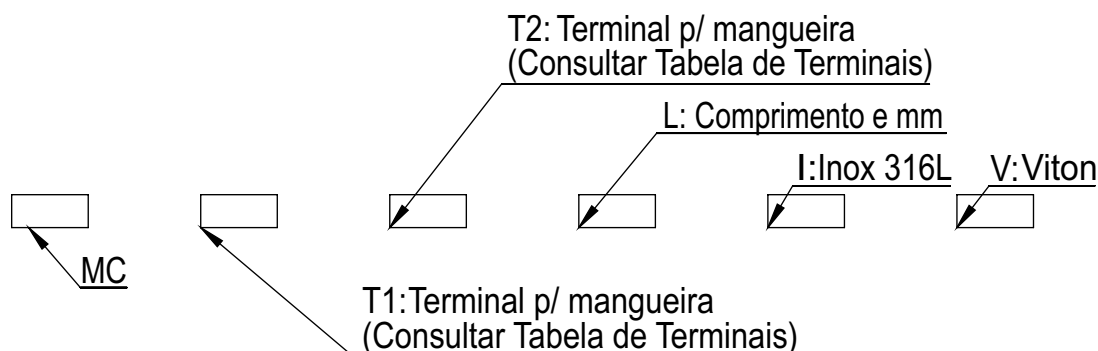 T2: Terminal p/ mangueira
(Consultar Tabela de Terminais)
L: Comprimento e mm
I:Inox 316L
V:Viton
MC
T1:Terminal p/ mangueira
(Consultar Tabela de Terminais)